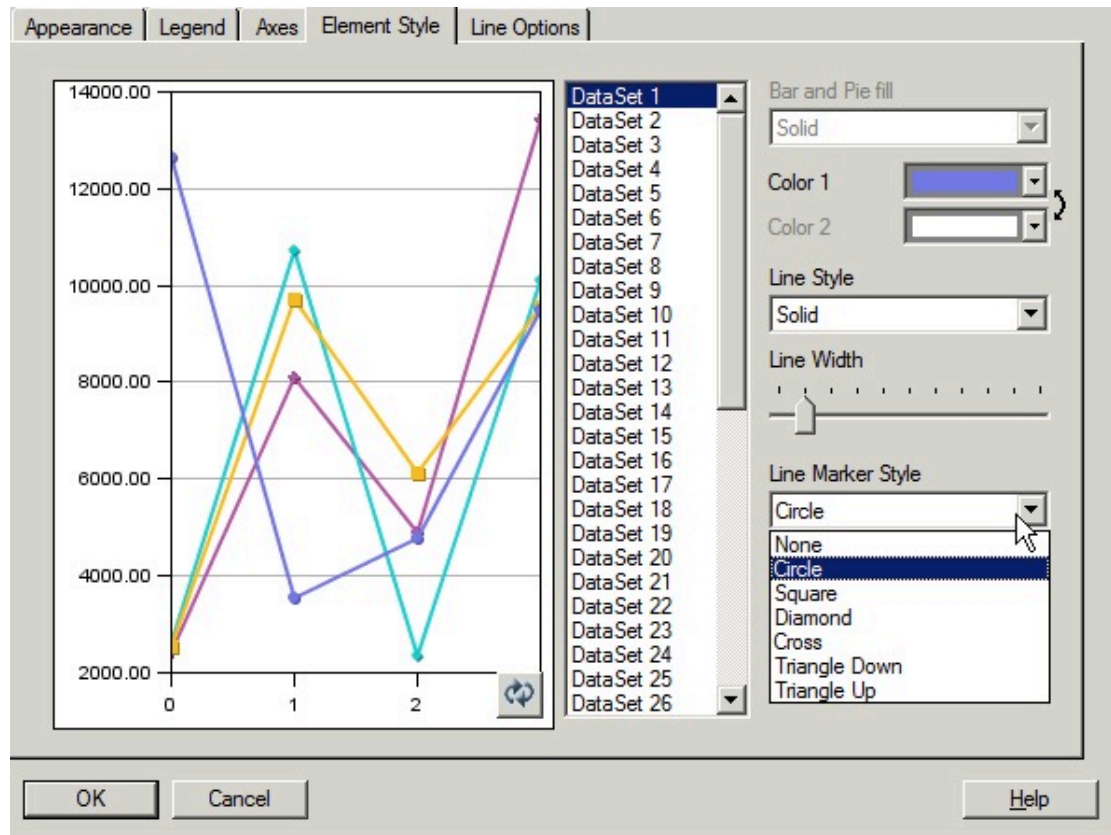 Appearance Legend Axes Element Style Line Options
14000.00
12000.00
10000.00
8000.00
6000.00
4000.00
2000.00
0 1 2
DataSet 1
DataSet 2
DataSet 3
DataSet 4
DataSet 5
DataSet 6
DataSet 7
DataSet 8
DataSet 9
DataSet 10
DataSet 11
DataSet 12
DataSet 13
DataSet 14
DataSet 15
DataSet 16
DataSet 17
DataSet 18
DataSet 19
DataSet 20
DataSet 21
DataSet 22
DataSet 23
DataSet 24
DataSet 25
DataSet 26
Bar and Pie fill
Solid
Color 1
Color 2
Line Style
Solid
Line Width
Line Marker Style
Circle
None
Circle
Square
Diamond
Cross
Triangle Down
Triangle Up
OK Cancel Help